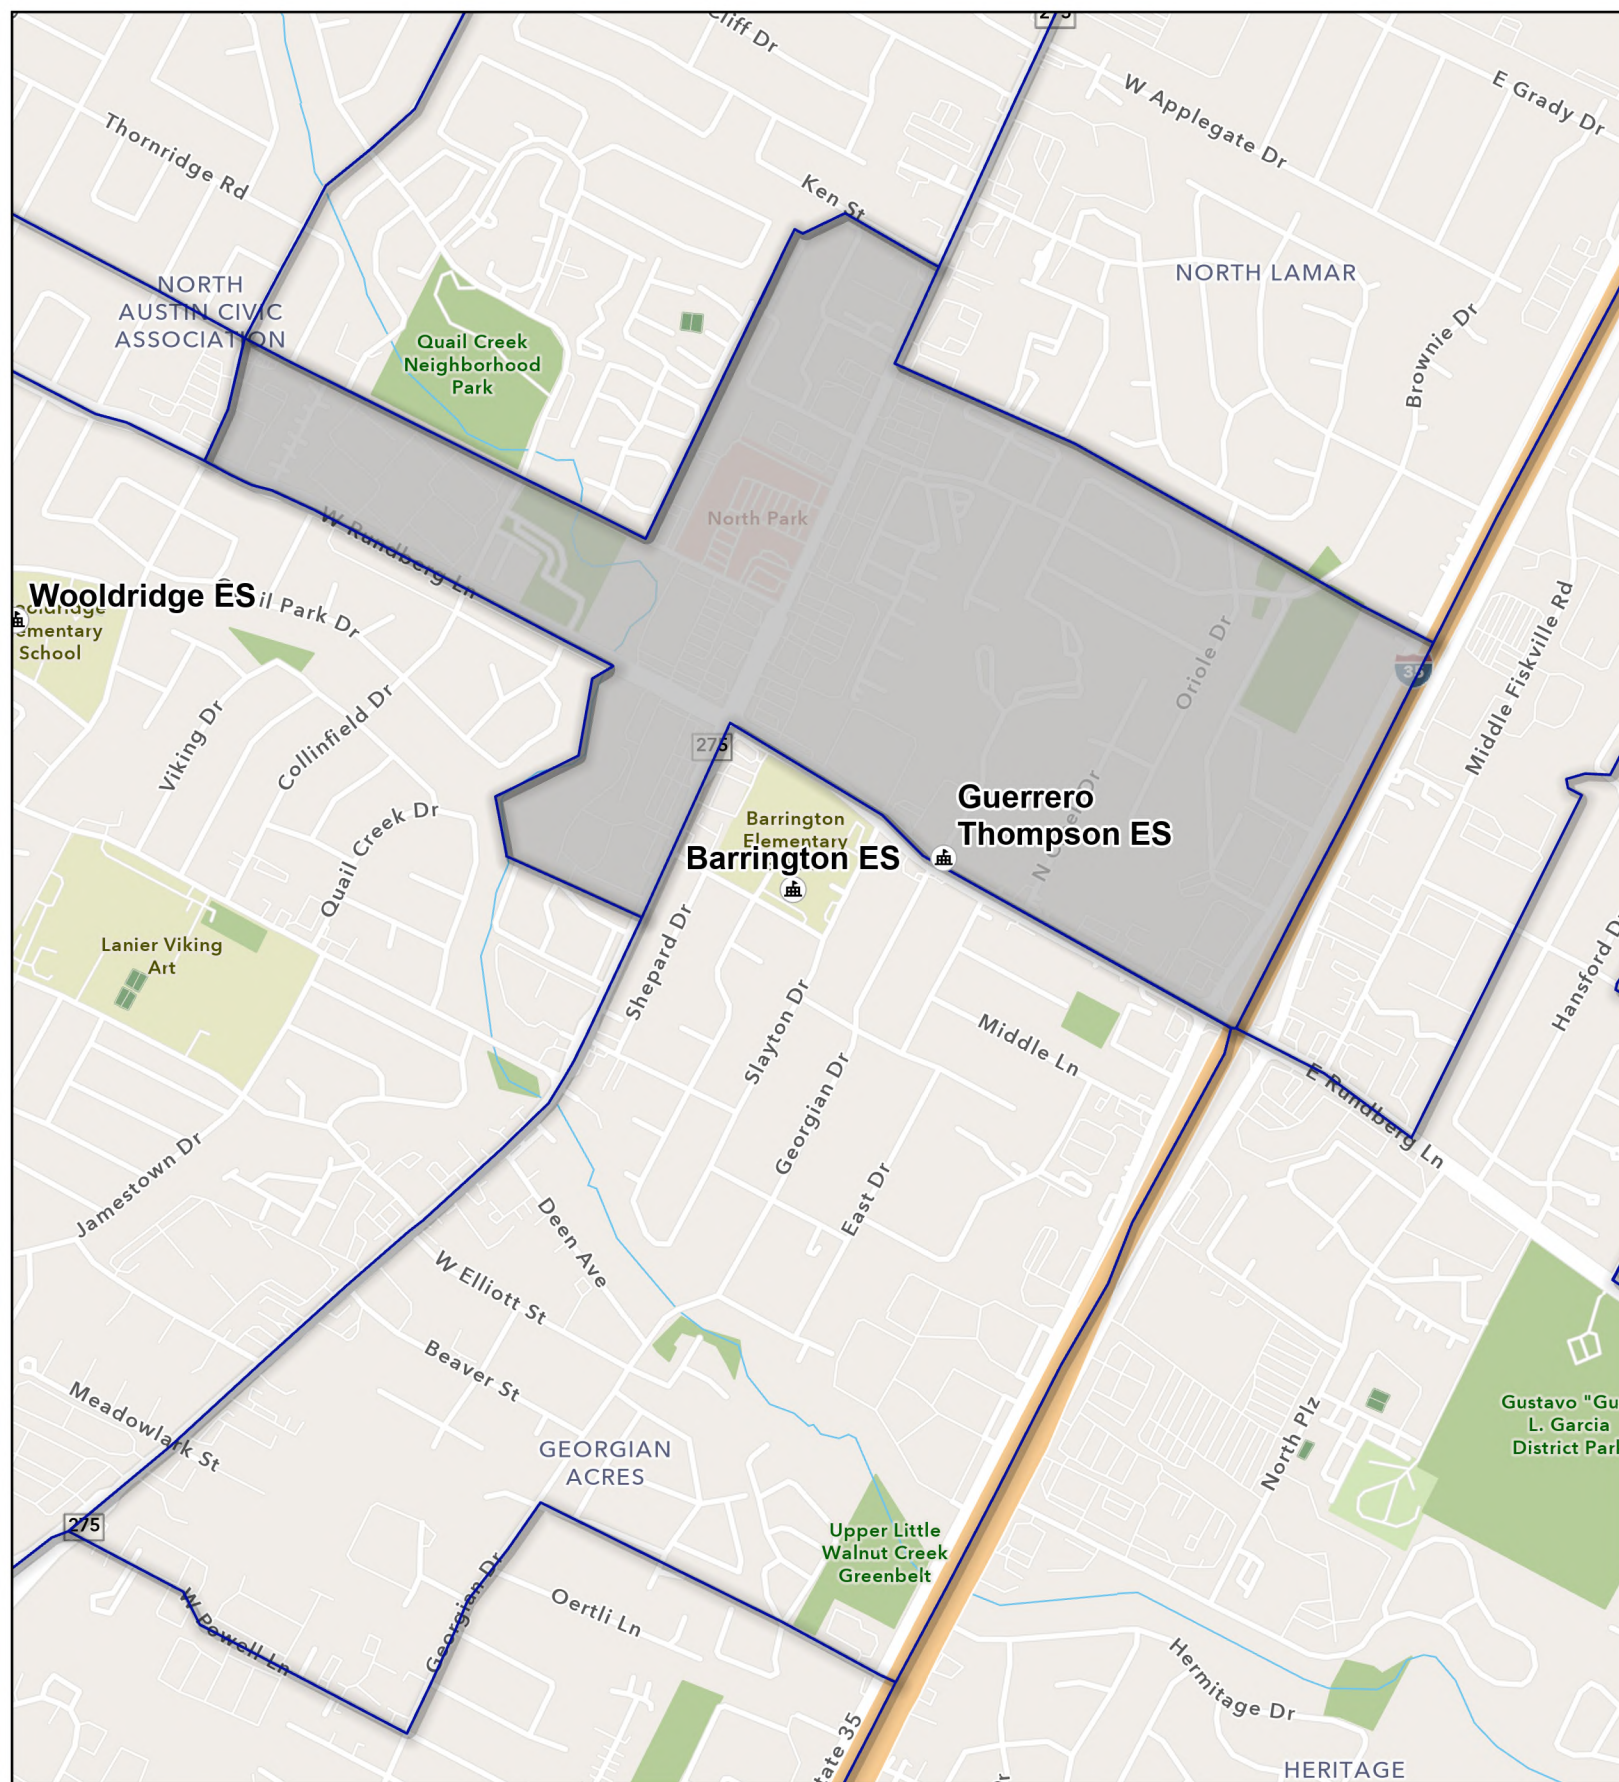 Cliff Dr
275
W Applegate Dr
E Grady Dr
Thornridge Rd
Ken St
NORTH LAMAR
NORTH
AUSTIN CIVIC
ASSOCIATION
Quail Creek
Neighborhood
Park
Brownie Dr
North Park
W Rundberg Ln
Wooldridge ES
ooldridge
ementary
School
il Park Dr
Oriole Dr
35
Middle Fiskville Rd
Viking Dr
Collinfield Dr
275
Quail Creek Dr
Barrington
Elementary
Barrington ES
Guerrero
Thompson ES
Lanier Viking
Art
Shepard Dr
Hansford D
Slayton Dr
Middle Ln
Georgian Dr
E Rundberg Ln
Jamestown Dr
East Dr
Deen Ave
W Elliott St
Beaver St
Meadowlark St
North Plz
Gustavo "Gu
L. Garcia
District Park
GEORGIAN
ACRES
275
Upper Little
Walnut Creek
Greenbelt
Georgian Dr
Oertli Ln
W Powell Ln
Hermitage Dr
tate 35
HERITAGE